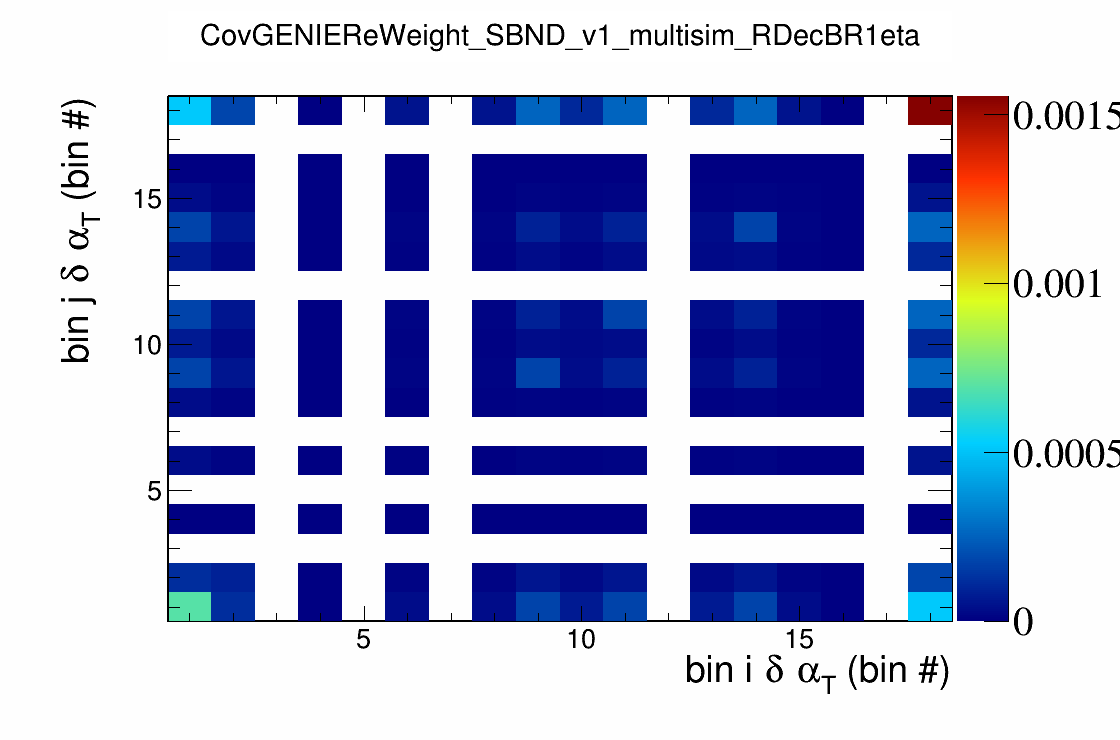 CovGENIEReWeight_SBND_v1_multisim_RDecBR1eta
bin j δ α_T (bin #)
15
10
5
5 10 15
bin i δ α_T (bin #)
0.0015
0.001
0.0005
0